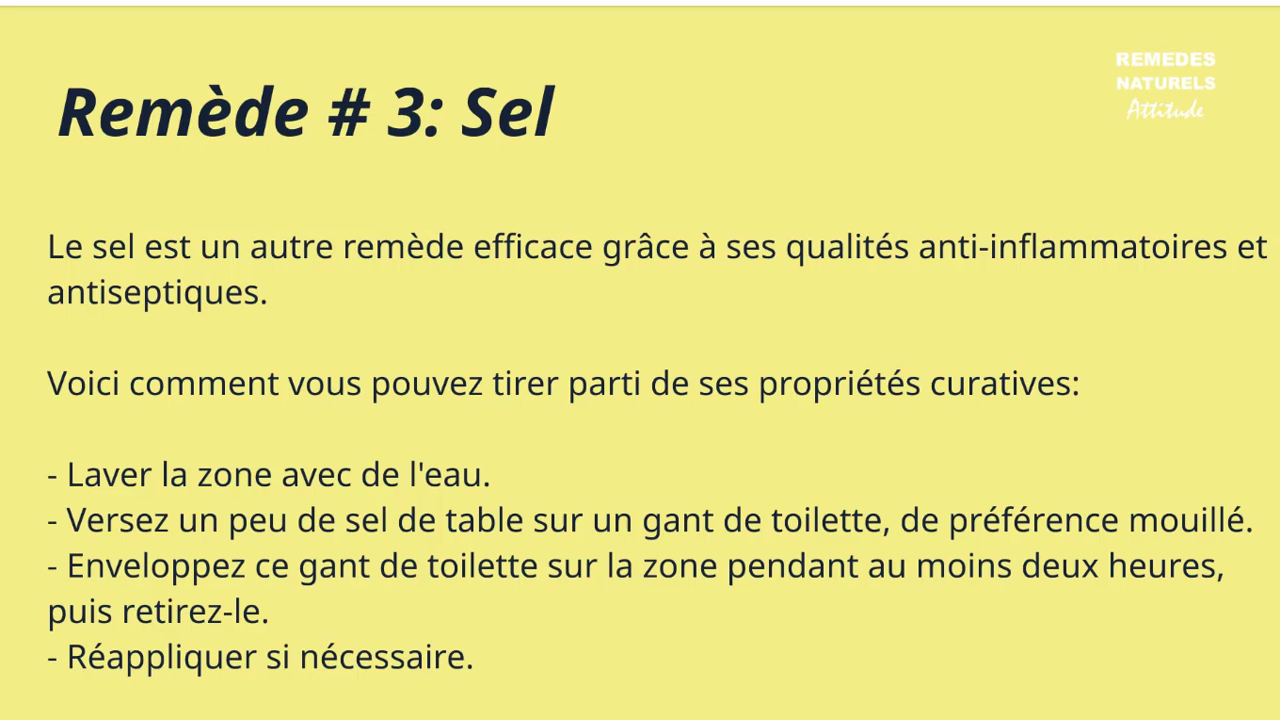 REMEDES
NATURELS
Attitude
Remède # 3: Sel
Le sel est un autre remède efficace grâce à ses qualités anti-inflammatoires et
antiseptiques.
Voici comment vous pouvez tirer parti de ses propriétés curatives:
- Laver la zone avec de l'eau.
- Versez un peu de sel de table sur un gant de toilette, de préférence mouillé.
- Enveloppez ce gant de toilette sur la zone pendant au moins deux heures,
puis retirez-le.
- Réappliquer si nécessaire.